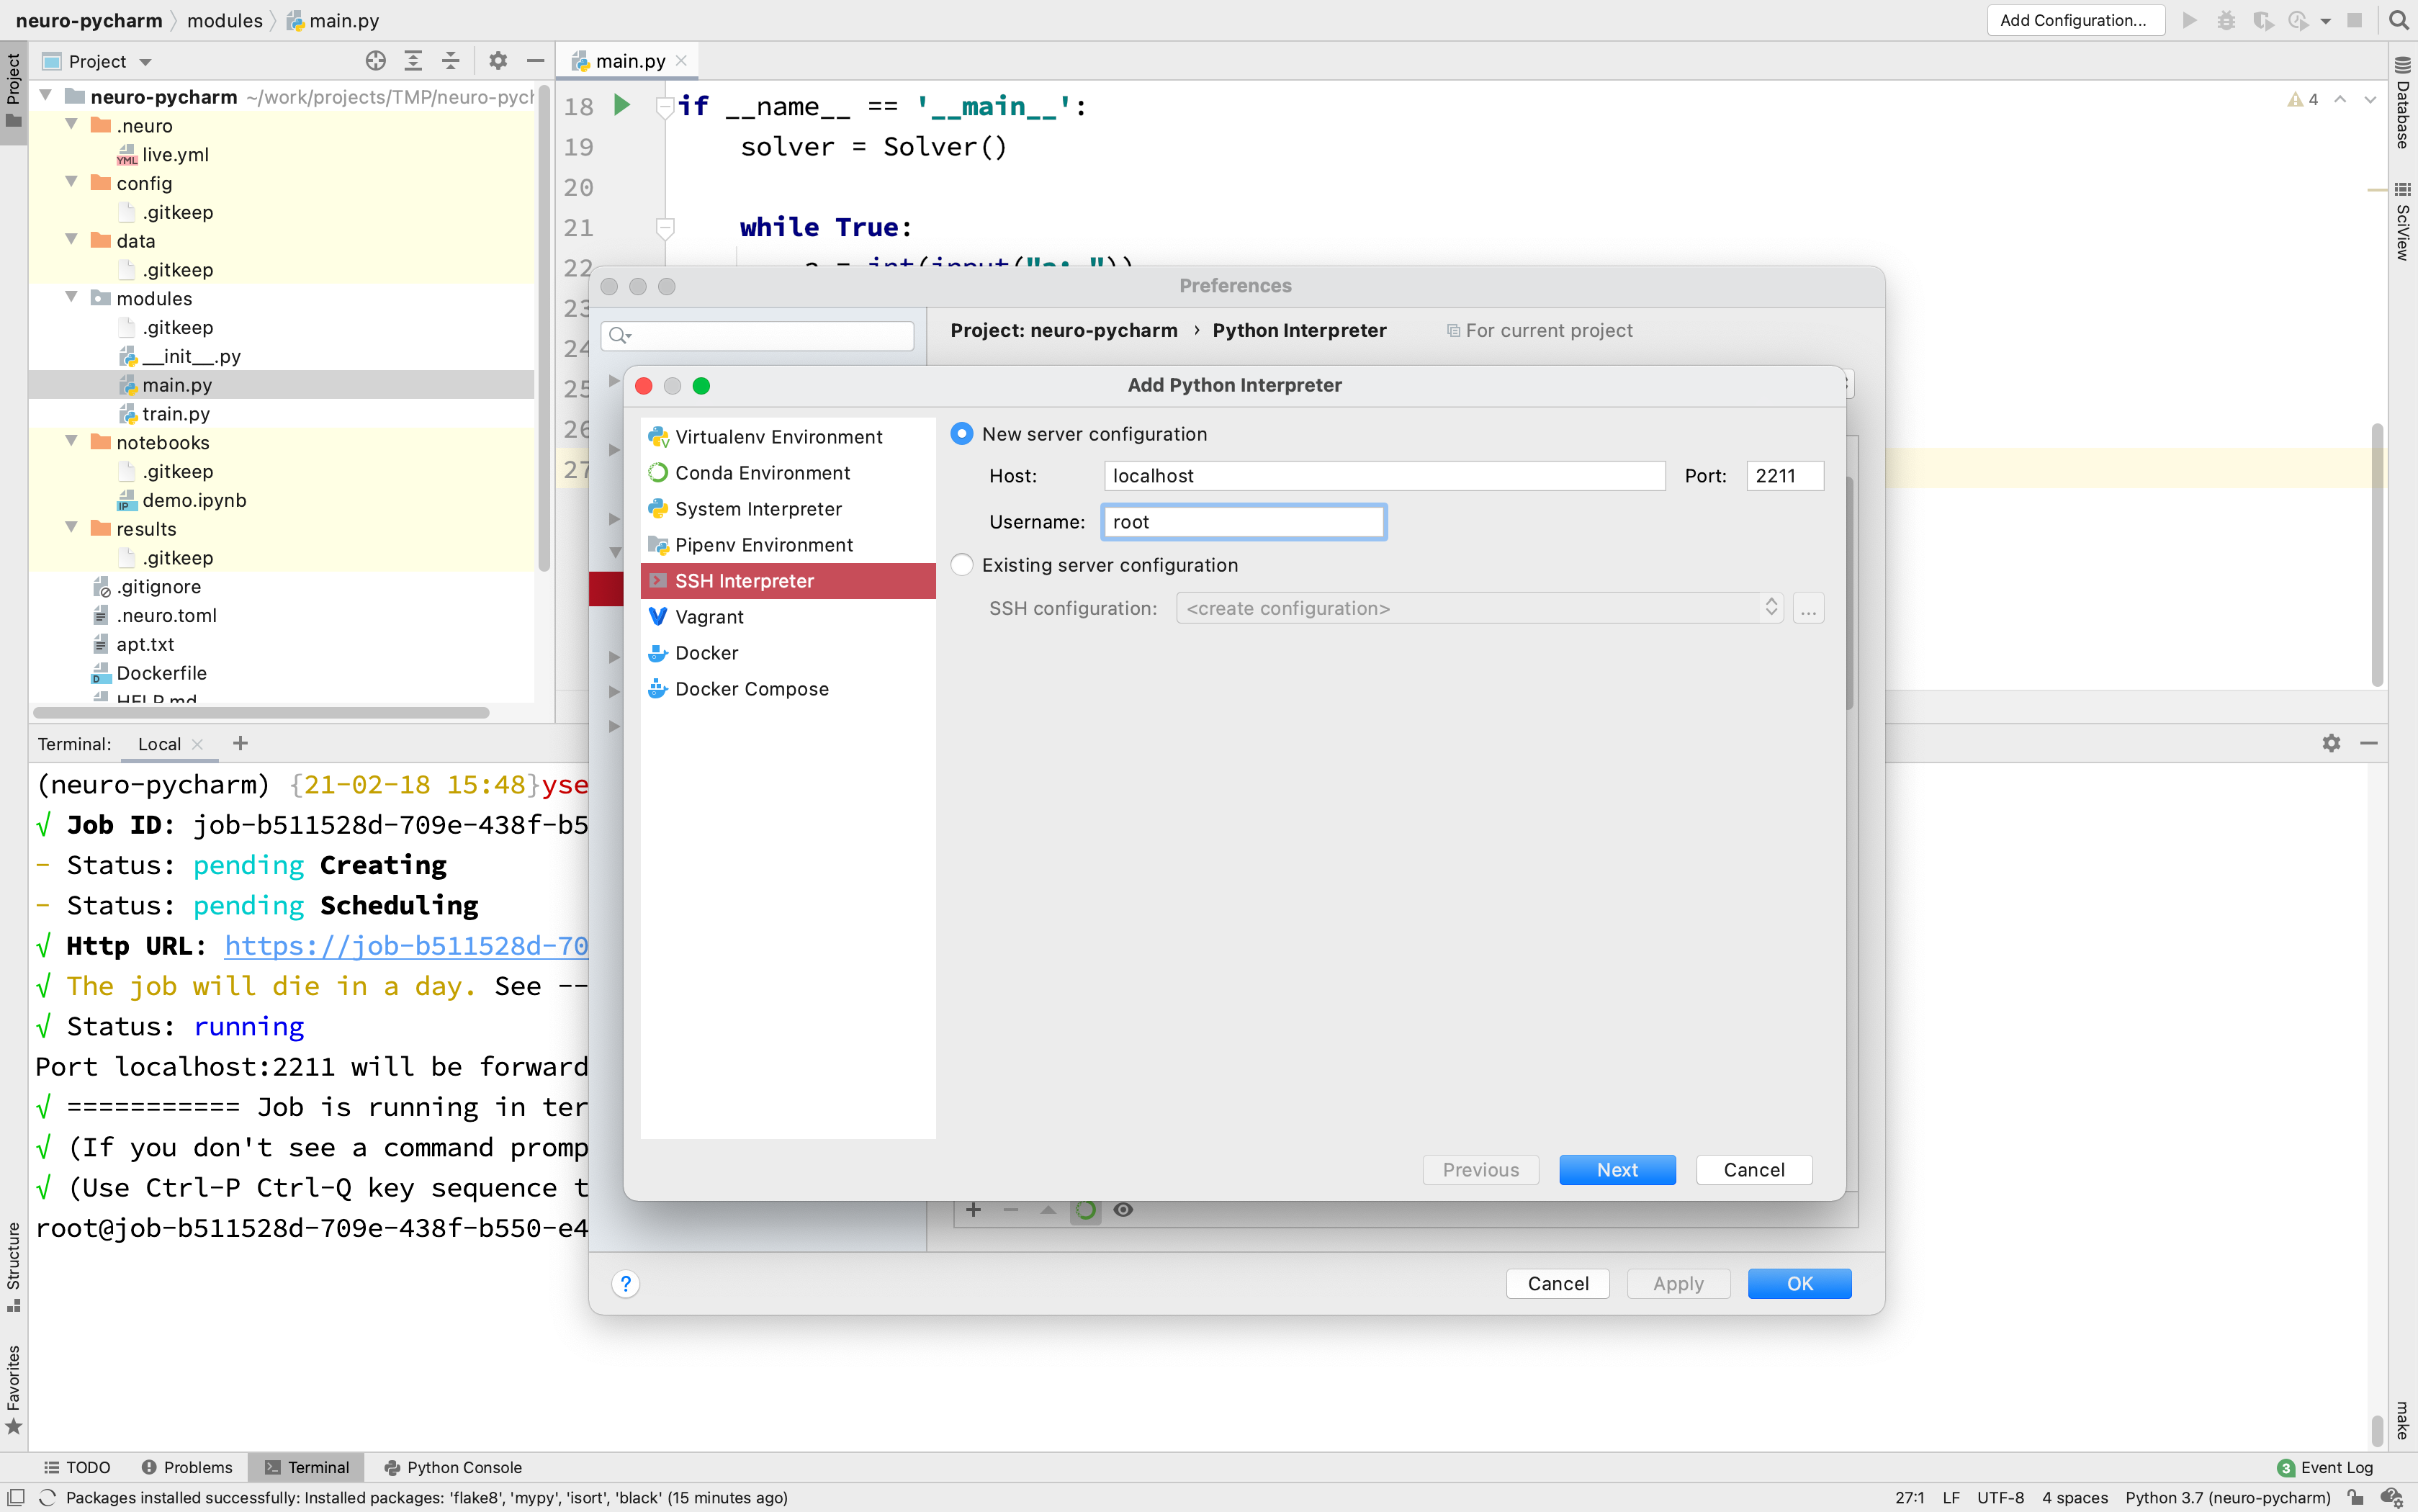 neuro-pycharm modules main.py
Add Configuration...
Project
Project
main.py
neuro-pycharm ~/work/projects/TMP/neuro-pych
.neuro
live.yml
config
.gitkeep
data
.gitkeep
modules
.gitkeep
__init__.py
main.py
train.py
notebooks
.gitkeep
demo.ipynb
results
.gitkeep
.gitignore
.neuro.toml
apt.txt
Dockerfile
HELP.md
18 if __name__ == '__main__':
19 solver = Solver()
20
21 while True:
22 a = int(input("a: "))
23
24
25
26
27
4
Database
SciView
make
Preferences
Project: neuro-pycharm › Python Interpreter For current project
Add Python Interpreter
Virtualenv Environment
Conda Environment
System Interpreter
Pipenv Environment
SSH Interpreter
Vagrant
Docker
Docker Compose
New server configuration
Host: localhost Port: 2211
Username: root
Existing server configuration
SSH configuration: <create configuration> ...
Previous Next Cancel
? Cancel Apply OK
Terminal: Local
(neuro-pycharm) {21-02-18 15:48}yse
√ Job ID: job-b511528d-709e-438f-b5
- Status: pending Creating
- Status: pending Scheduling
√ Http URL: https://job-b511528d-70
√ The job will die in a day. See --
√ Status: running
Port localhost:2211 will be forward
√ =========== Job is running in ter
√ (If you don't see a command promp
√ (Use Ctrl-P Ctrl-Q key sequence t
root@job-b511528d-709e-438f-b550-e4
Structure
Favorites
TODO Problems Terminal Python Console 3 Event Log
Packages installed successfully: Installed packages: 'flake8', 'mypy', 'isort', 'black' (15 minutes ago) 27:1 LF UTF-8 4 spaces Python 3.7 (neuro-pycharm)